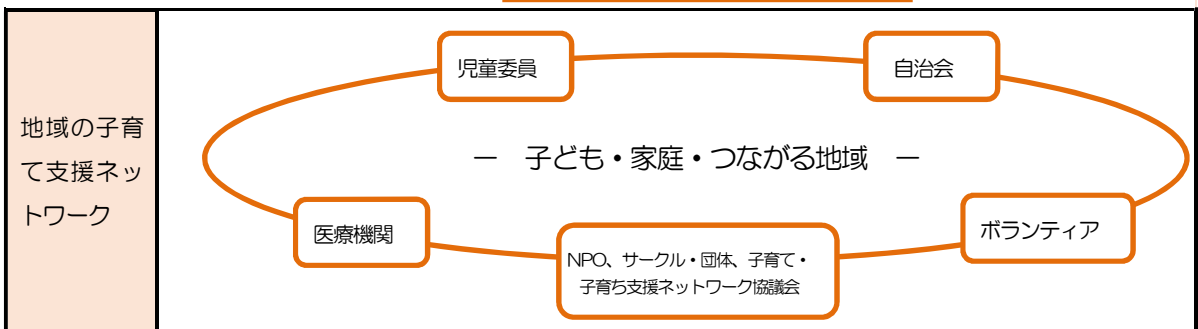 地域の子育
て支援ネッ
トワーク
児童委員
自治会
－　子ども・家庭・つながる地域　－
医療機関
ボランティア
NPO、サークル・団体、子育て・
子育ち支援ネットワーク協議会